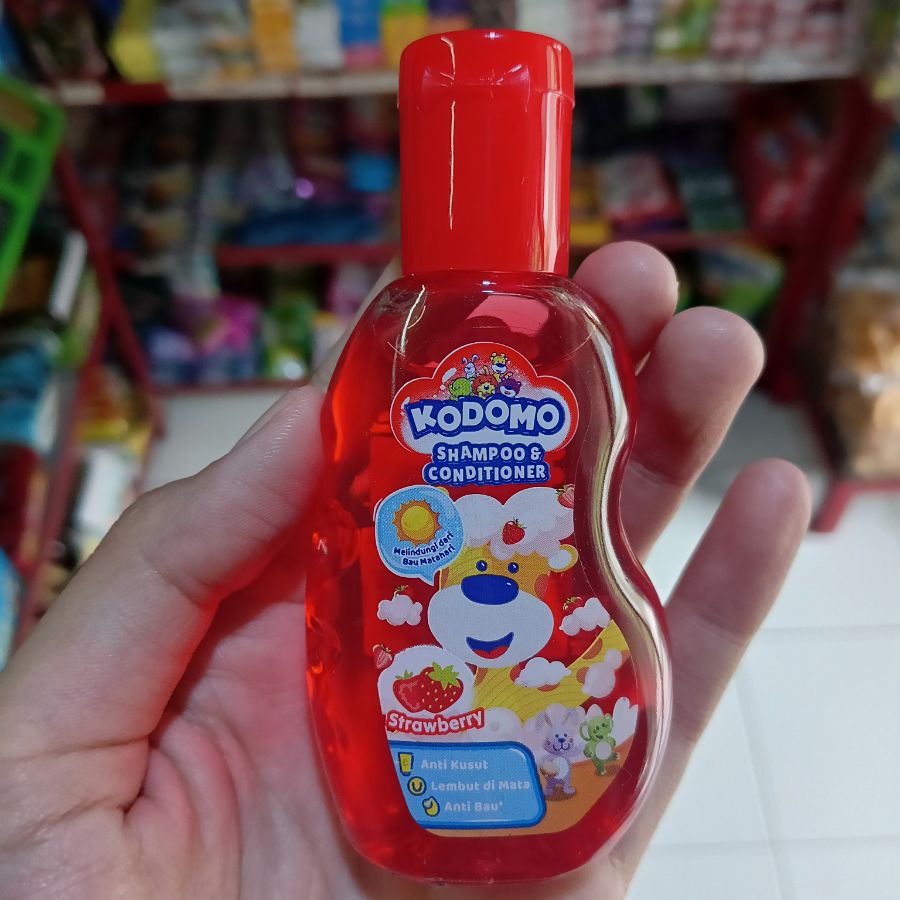 KODOMO
SHAMPOO &
CONDITIONER
Melindungi dari
Bau Matahari
Strawberry
Anti Kusut
Lembut di Mata
Anti Bau*